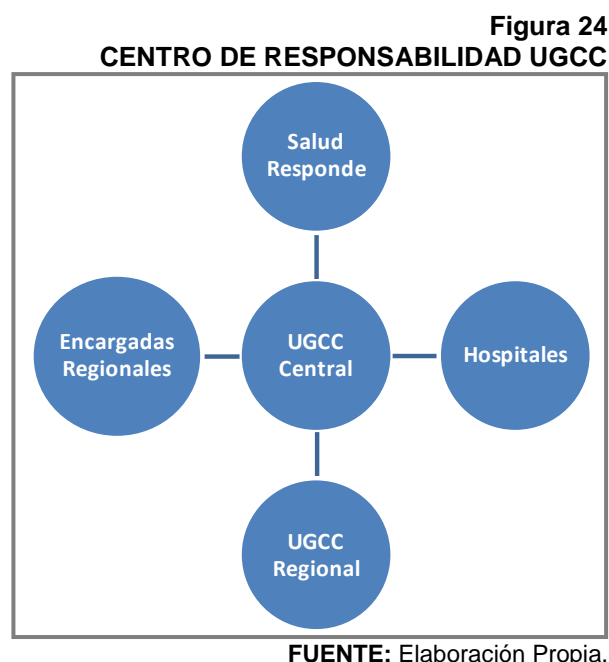 Figura 24
CENTRO DE RESPONSABILIDAD UGCC
Salud
Responde
Encargadas
Regionales
UGCC
Central
Hospitales
UGCC
Regional
FUENTE: Elaboración Propia.